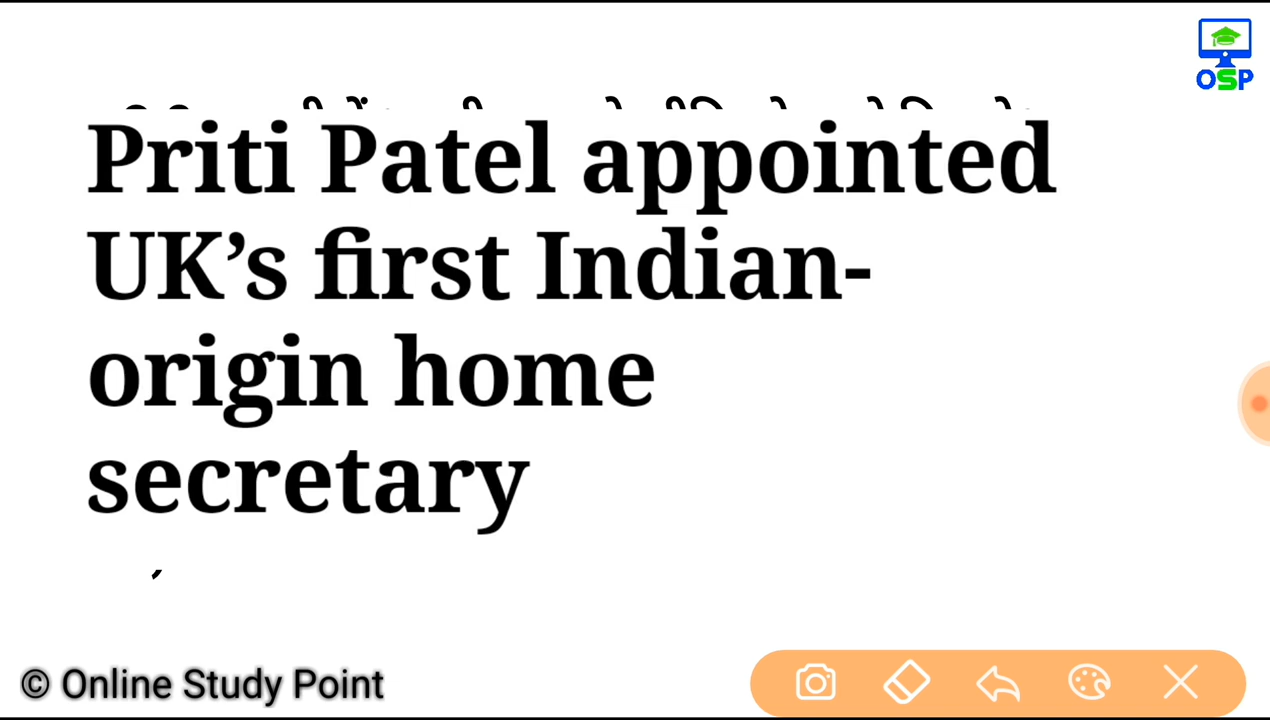 OSP
Priti Patel appointed
UK’s first Indian-
origin home
secretary
© Online Study Point